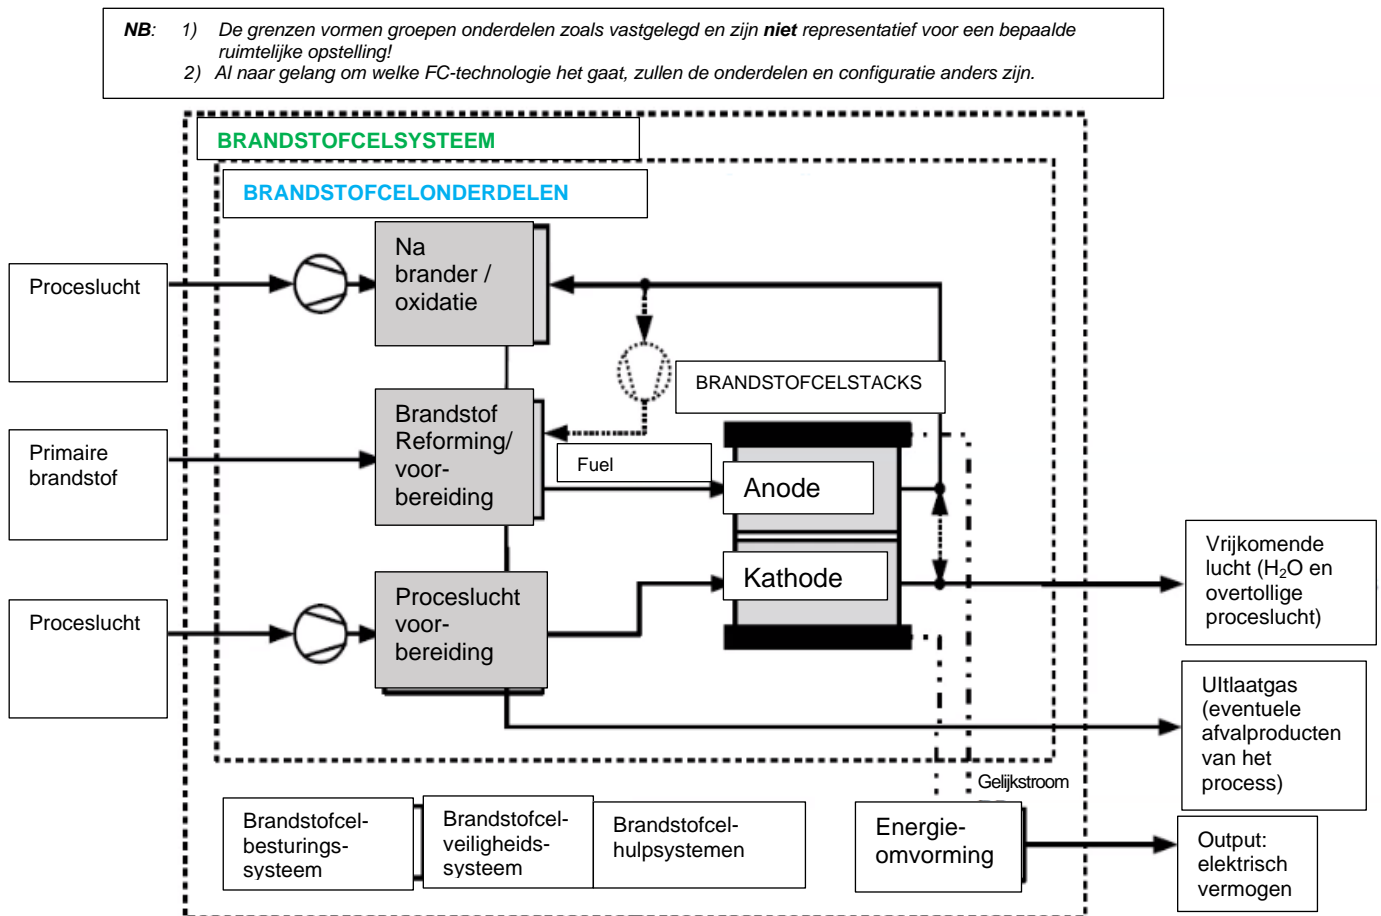 NB: 1) De grenzen vormen groepen onderdelen zoals vastgelegd en zijn niet representatief voor een bepaalde
ruimtelijke opstelling!
2) Al naar gelang om welke FC-technologie het gaat, zullen de onderdelen en configuratie anders zijn.
BRANDSTOFCELSYSTEEM
BRANDSTOFCELONDERDELEN
Proceslucht
Na
brander /
oxidatie
BRANDSTOFCELSTACKS
Primaire
brandstof
Brandstof
Reforming/
voor-
bereiding
Fuel
Anode
Kathode
Proceslucht
Proceslucht
voor-
bereiding
Vrijkomende
lucht (H₂O en
overtollige
proceslucht)
UItlaatgas
(eventuele
afvalproducten
van het
process)
Gelijkstroom
Brandstofcel-
besturings-
systeem
Brandstofcel-
veiligheids-
systeem
Brandstofcel-
hulpsystemen
Energie-
omvorming
Output:
elektrisch
vermogen